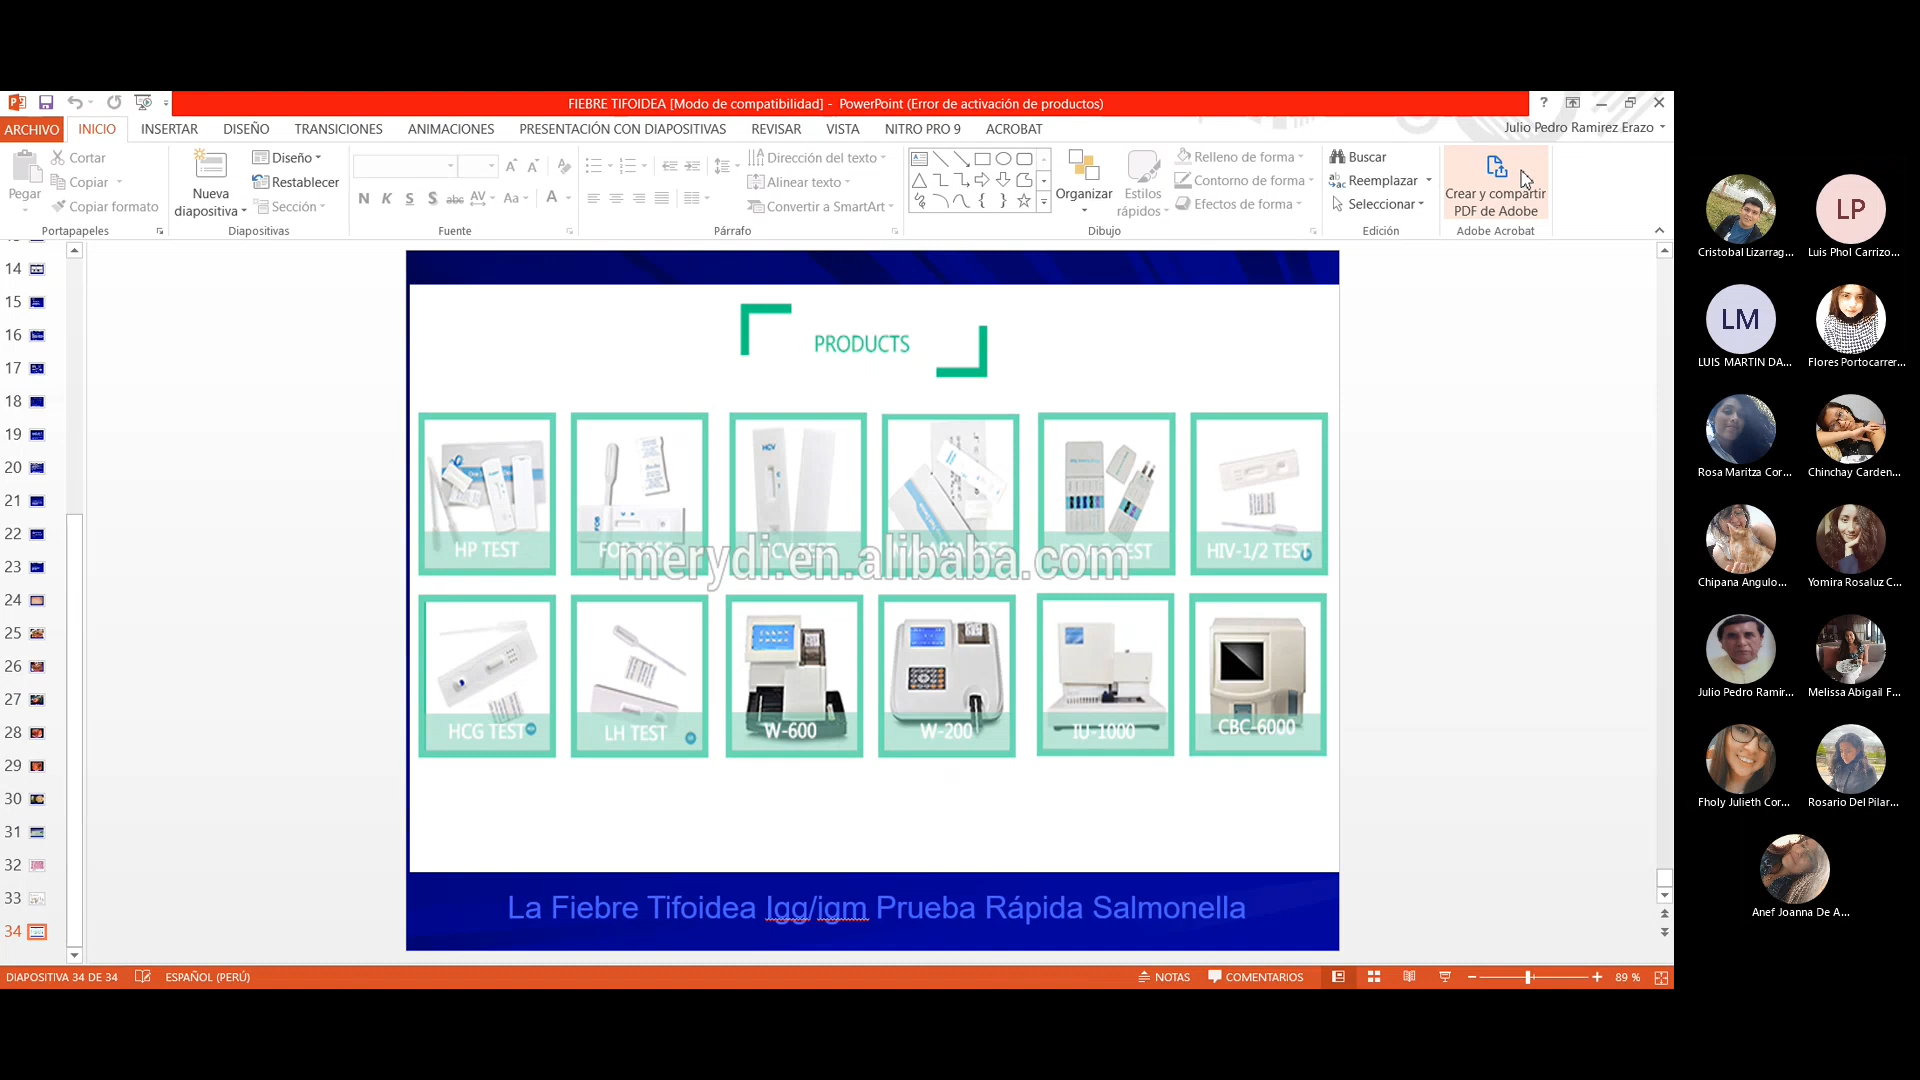 FIEBRE TIFOIDEA [Modo de compatibilidad] - PowerPoint (Error de activación de productos)
?
ARCHIVO INICIO INSERTAR DISEÑO TRANSICIONES ANIMACIONES PRESENTACIÓN CON DIAPOSITIVAS REVISAR VISTA NITRO PRO 9 ACROBAT
Julio Pedro Ramirez Erazo
Pegar
Cortar
Copiar
Copiar formato
Portapapeles
Nueva
diapositiva
Diseño
Restablecer
Sección
Diapositivas
N K S S abc AV Aa A
Fuente
Dirección del texto
Alinear texto
Convertir a SmartArt
Párrafo
Organizar
Estilos
rápidos
Relleno de forma
Contorno de forma
Efectos de forma
Dibujo
Buscar
Reemplazar
Seleccionar
Edición
Crear y compartir
PDF de Adobe
Adobe Acrobat
14
15
16
17
18
19
20
21
22
23
24
25
26
27
28
29
30
31
32
33
34
PRODUCTS
HP TEST
HIV-1/2 TEST
merydi.en.alibaba.com
HCG TEST
LH TEST
W-600
W-200
IU-1000
CBC-6000
HCV
FOB
La Fiebre Tifoidea Igg/igm Prueba Rápida Salmonella
DIAPOSITIVA 34 DE 34
ESPAÑOL (PERÚ)
NOTAS
COMENTARIOS
89 %
Cristobal Lizarrag...
LP
Luis Phol Carrizo...
LM
LUIS MARTIN DA...
Flores Portocarrer...
Rosa Maritza Cor...
Chinchay Carden...
Chipana Angulo...
Yomira Rosaluz C...
Julio Pedro Ramir...
Melissa Abigail F...
Fholy Julieth Cor...
Rosario Del Pilar...
Anef Joanna De A...